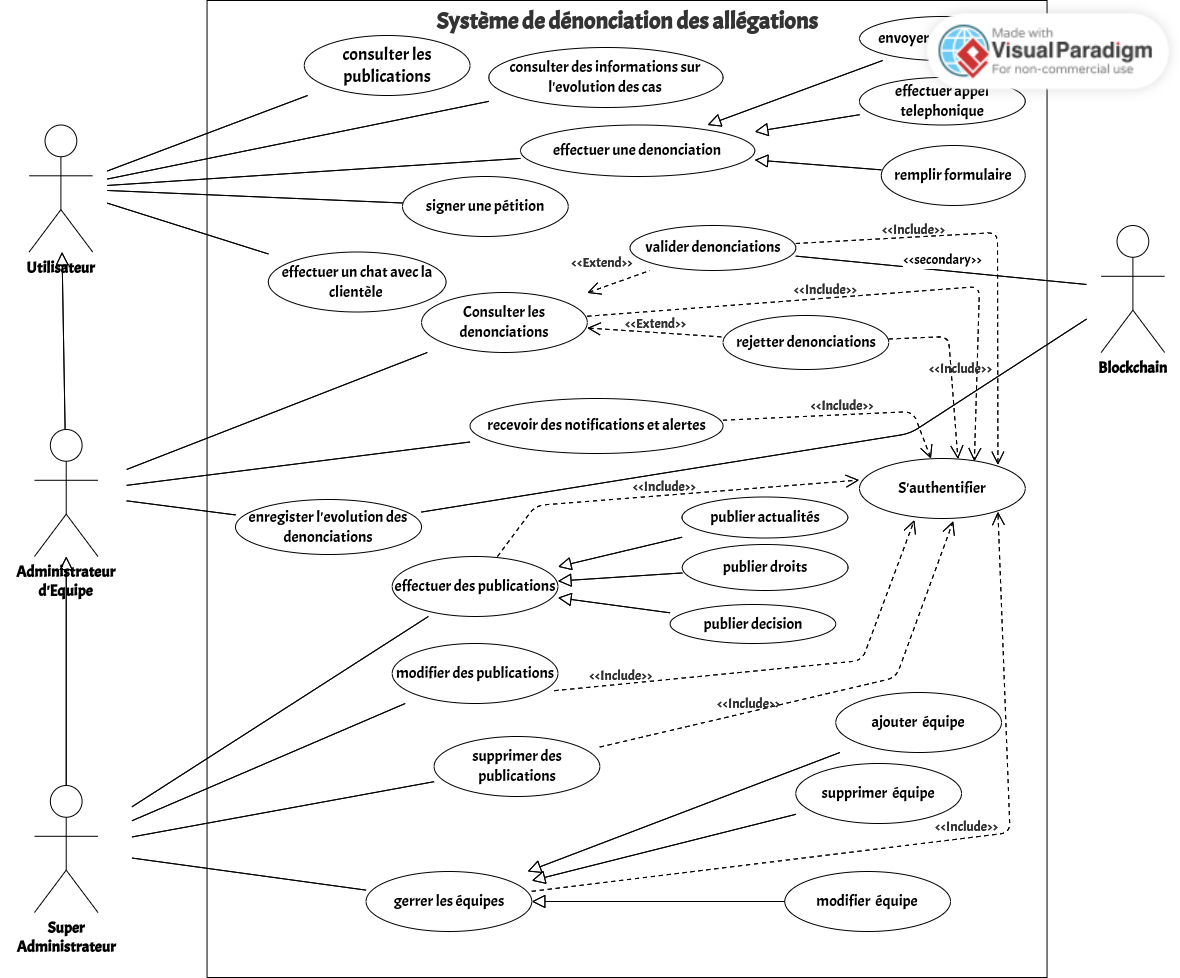 Système de dénonciation des allégations
Made with
VisualParadigm
For non-commercial use
envoyer
consulter les
publications
consulter des informations sur
l'evolution des cas
effectuer appel
telephonique
effectuer une denonciation
remplir formulaire
signer une pétition
Utilisateur
effectuer un chat avec la
clientèle
valider denonciations
<<Include>>
<<Extend>>
<<secondary>>
<<Include>>
Consulter les
denonciations
<<Extend>>
rejetter denonciations
<<Include>>
Blockchain
recevoir des notifications et alertes
<<Include>>
<<Include>>
S'authentifier
enregister l'evolution des
denonciations
publier actualités
Administrateur
d'Equipe
effectuer des publications
publier droits
publier decision
modifier des publications
<<Include>>
<<Include>>
ajouter équipe
supprimer des
publications
supprimer équipe
<<Include>>
gerrer les équipes
modifier équipe
Super
Administrateur